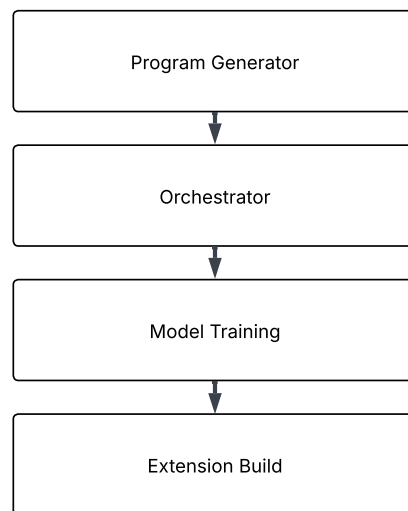 Program Generator
Orchestrator
Model Training
Extension Build